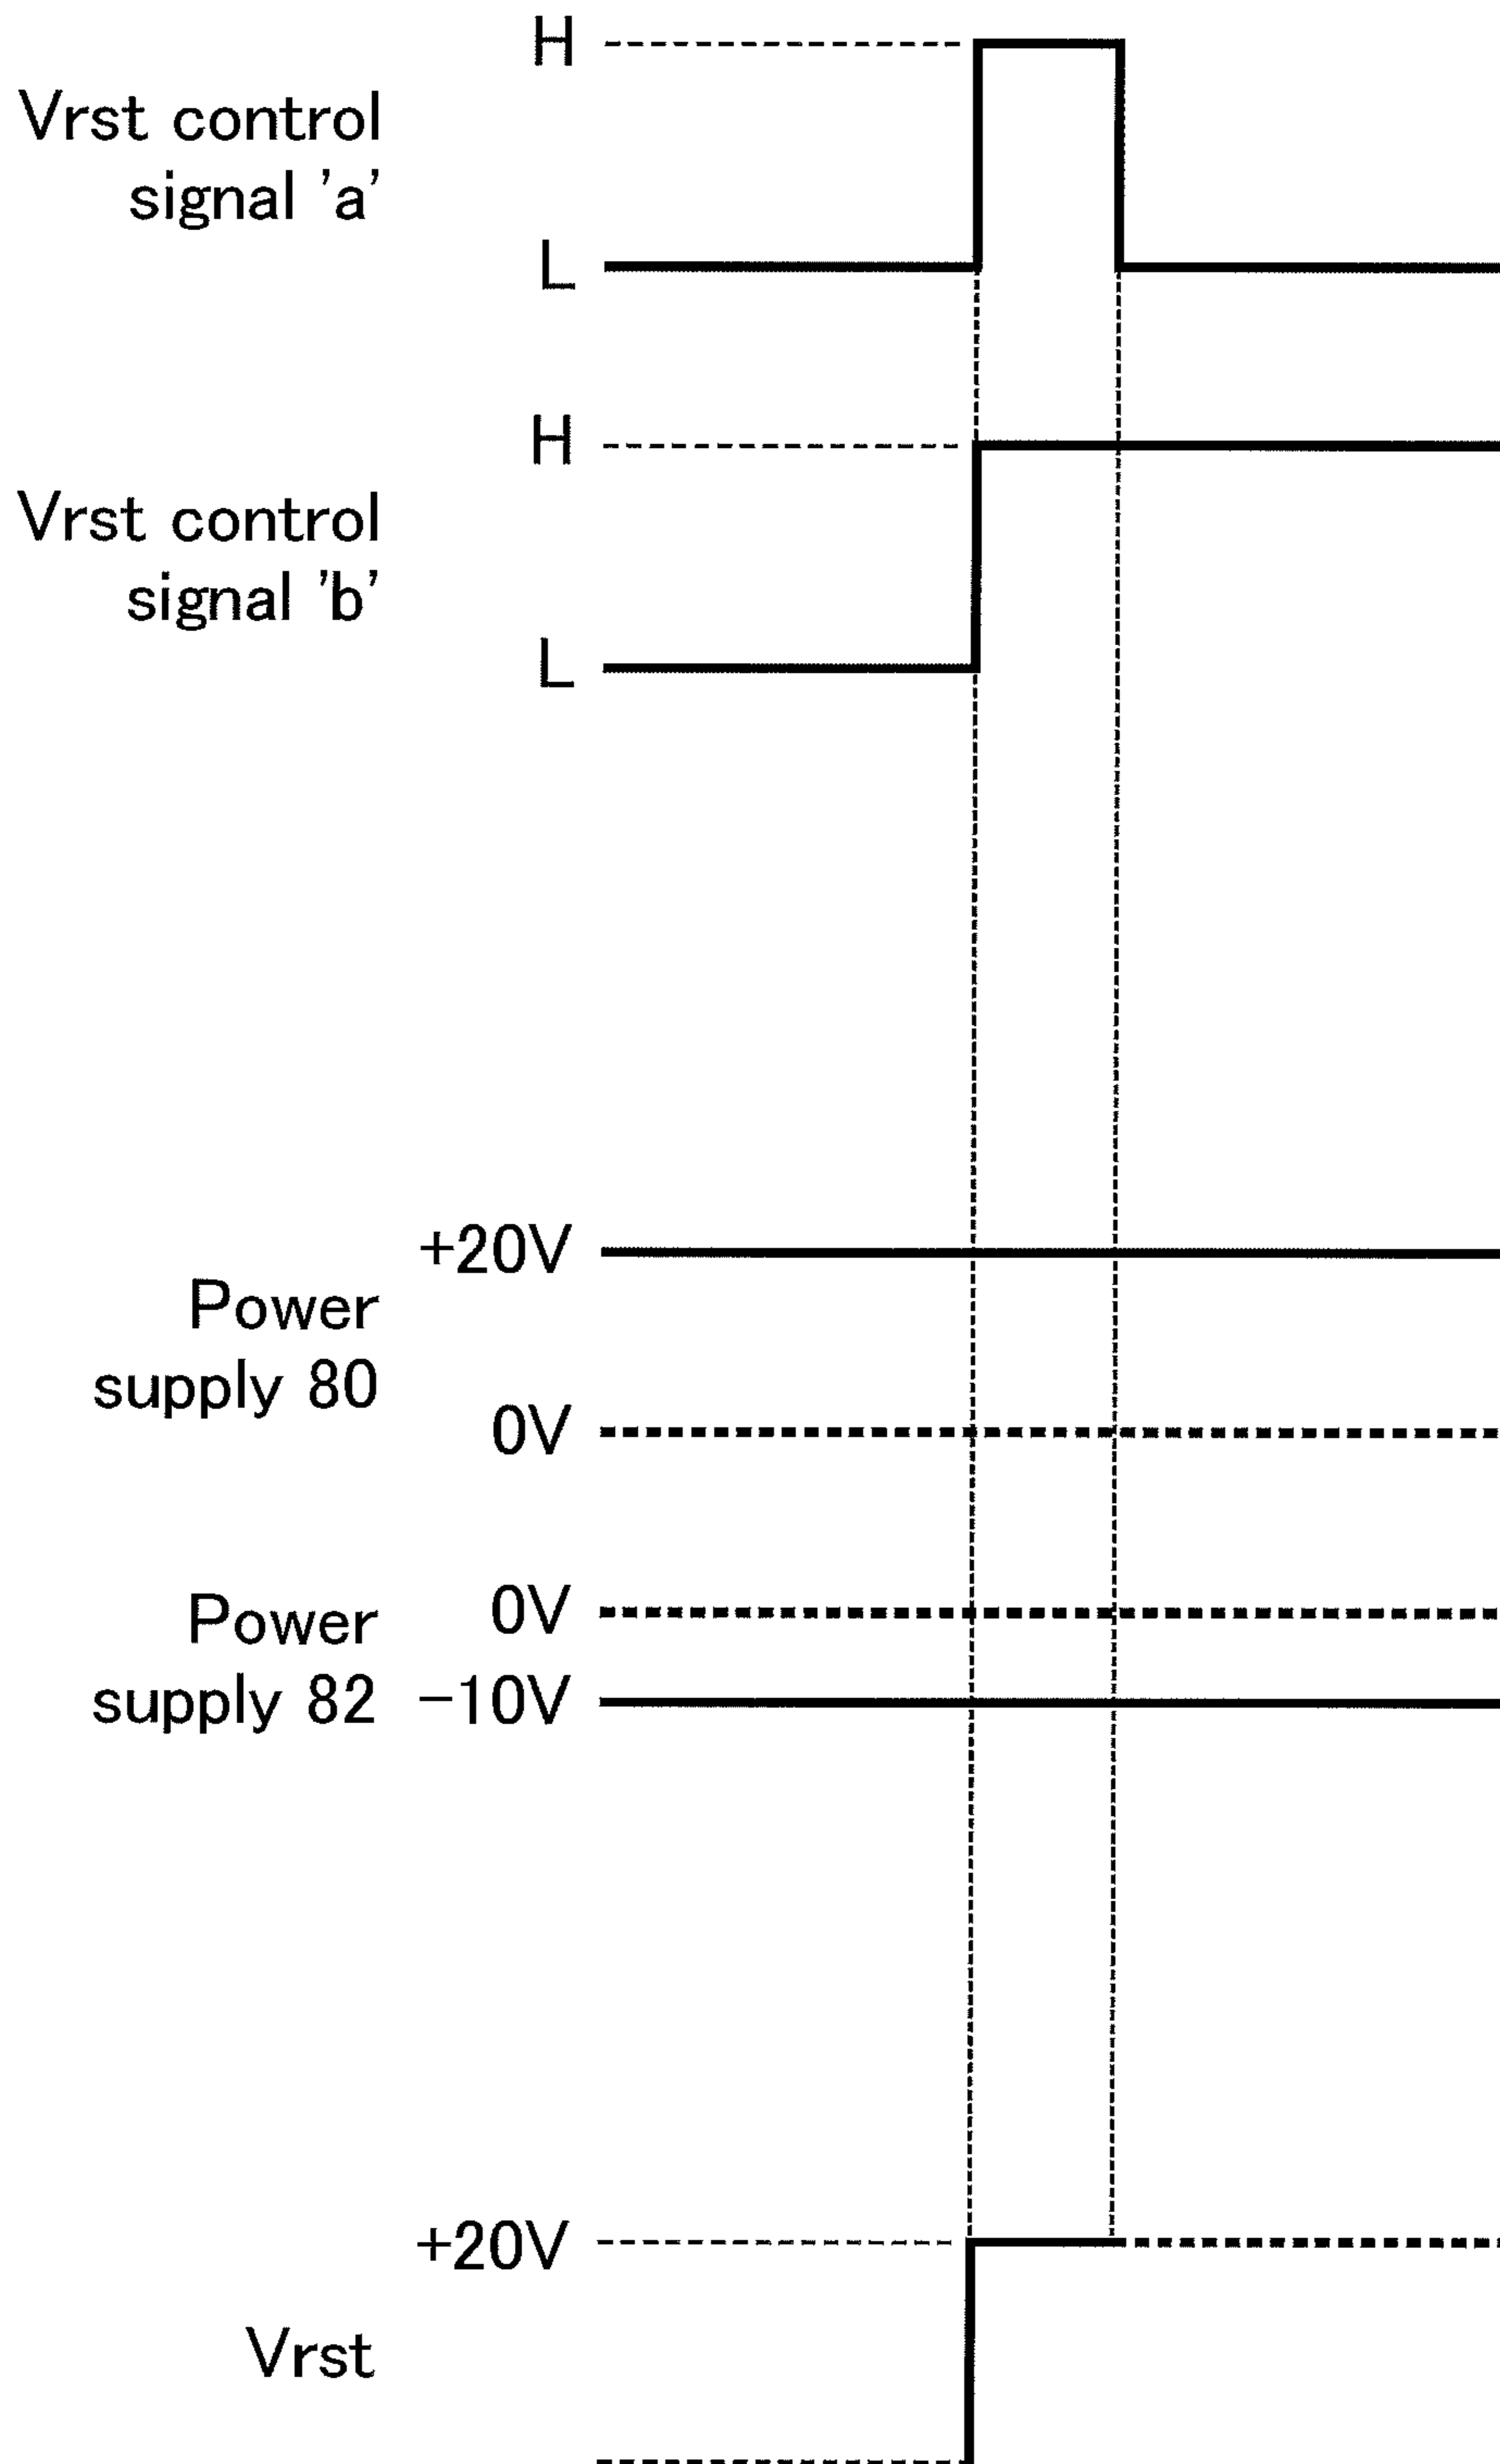 H
Vrst control
signal 'a'
L
H
Vrst control
signal 'b'
L
+20V
Power
supply 80
0V
0V
Power
supply 82 -10V
+20V
Vrst